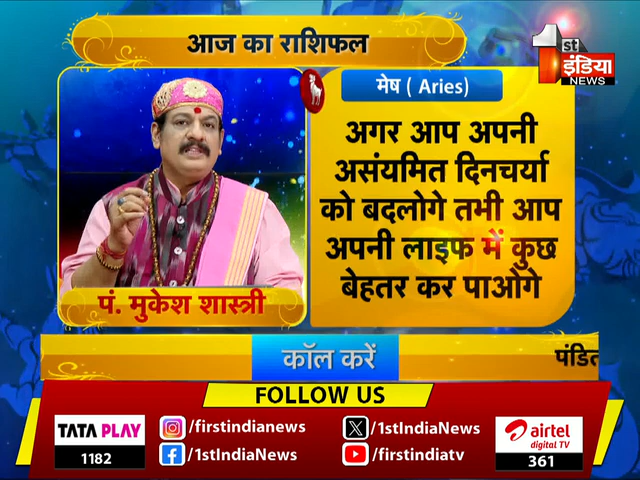 आज का राशिफल
1st
इंडिया
NEWS
मेष ( Aries)
अगर आप अपनी
असंयमित दिनचर्या
को बदलोगे तभी आप
अपनी लाइफ में कुछ
बेहतर कर पाओगे
पं. मुकेश शास्त्री
कॉल करें
पंडित
FOLLOW US
TATA PLAY
1182
/firstindianews
/1stIndiaNews
/1stIndiaNews
/firstindiatv
airtel
digital TV
361